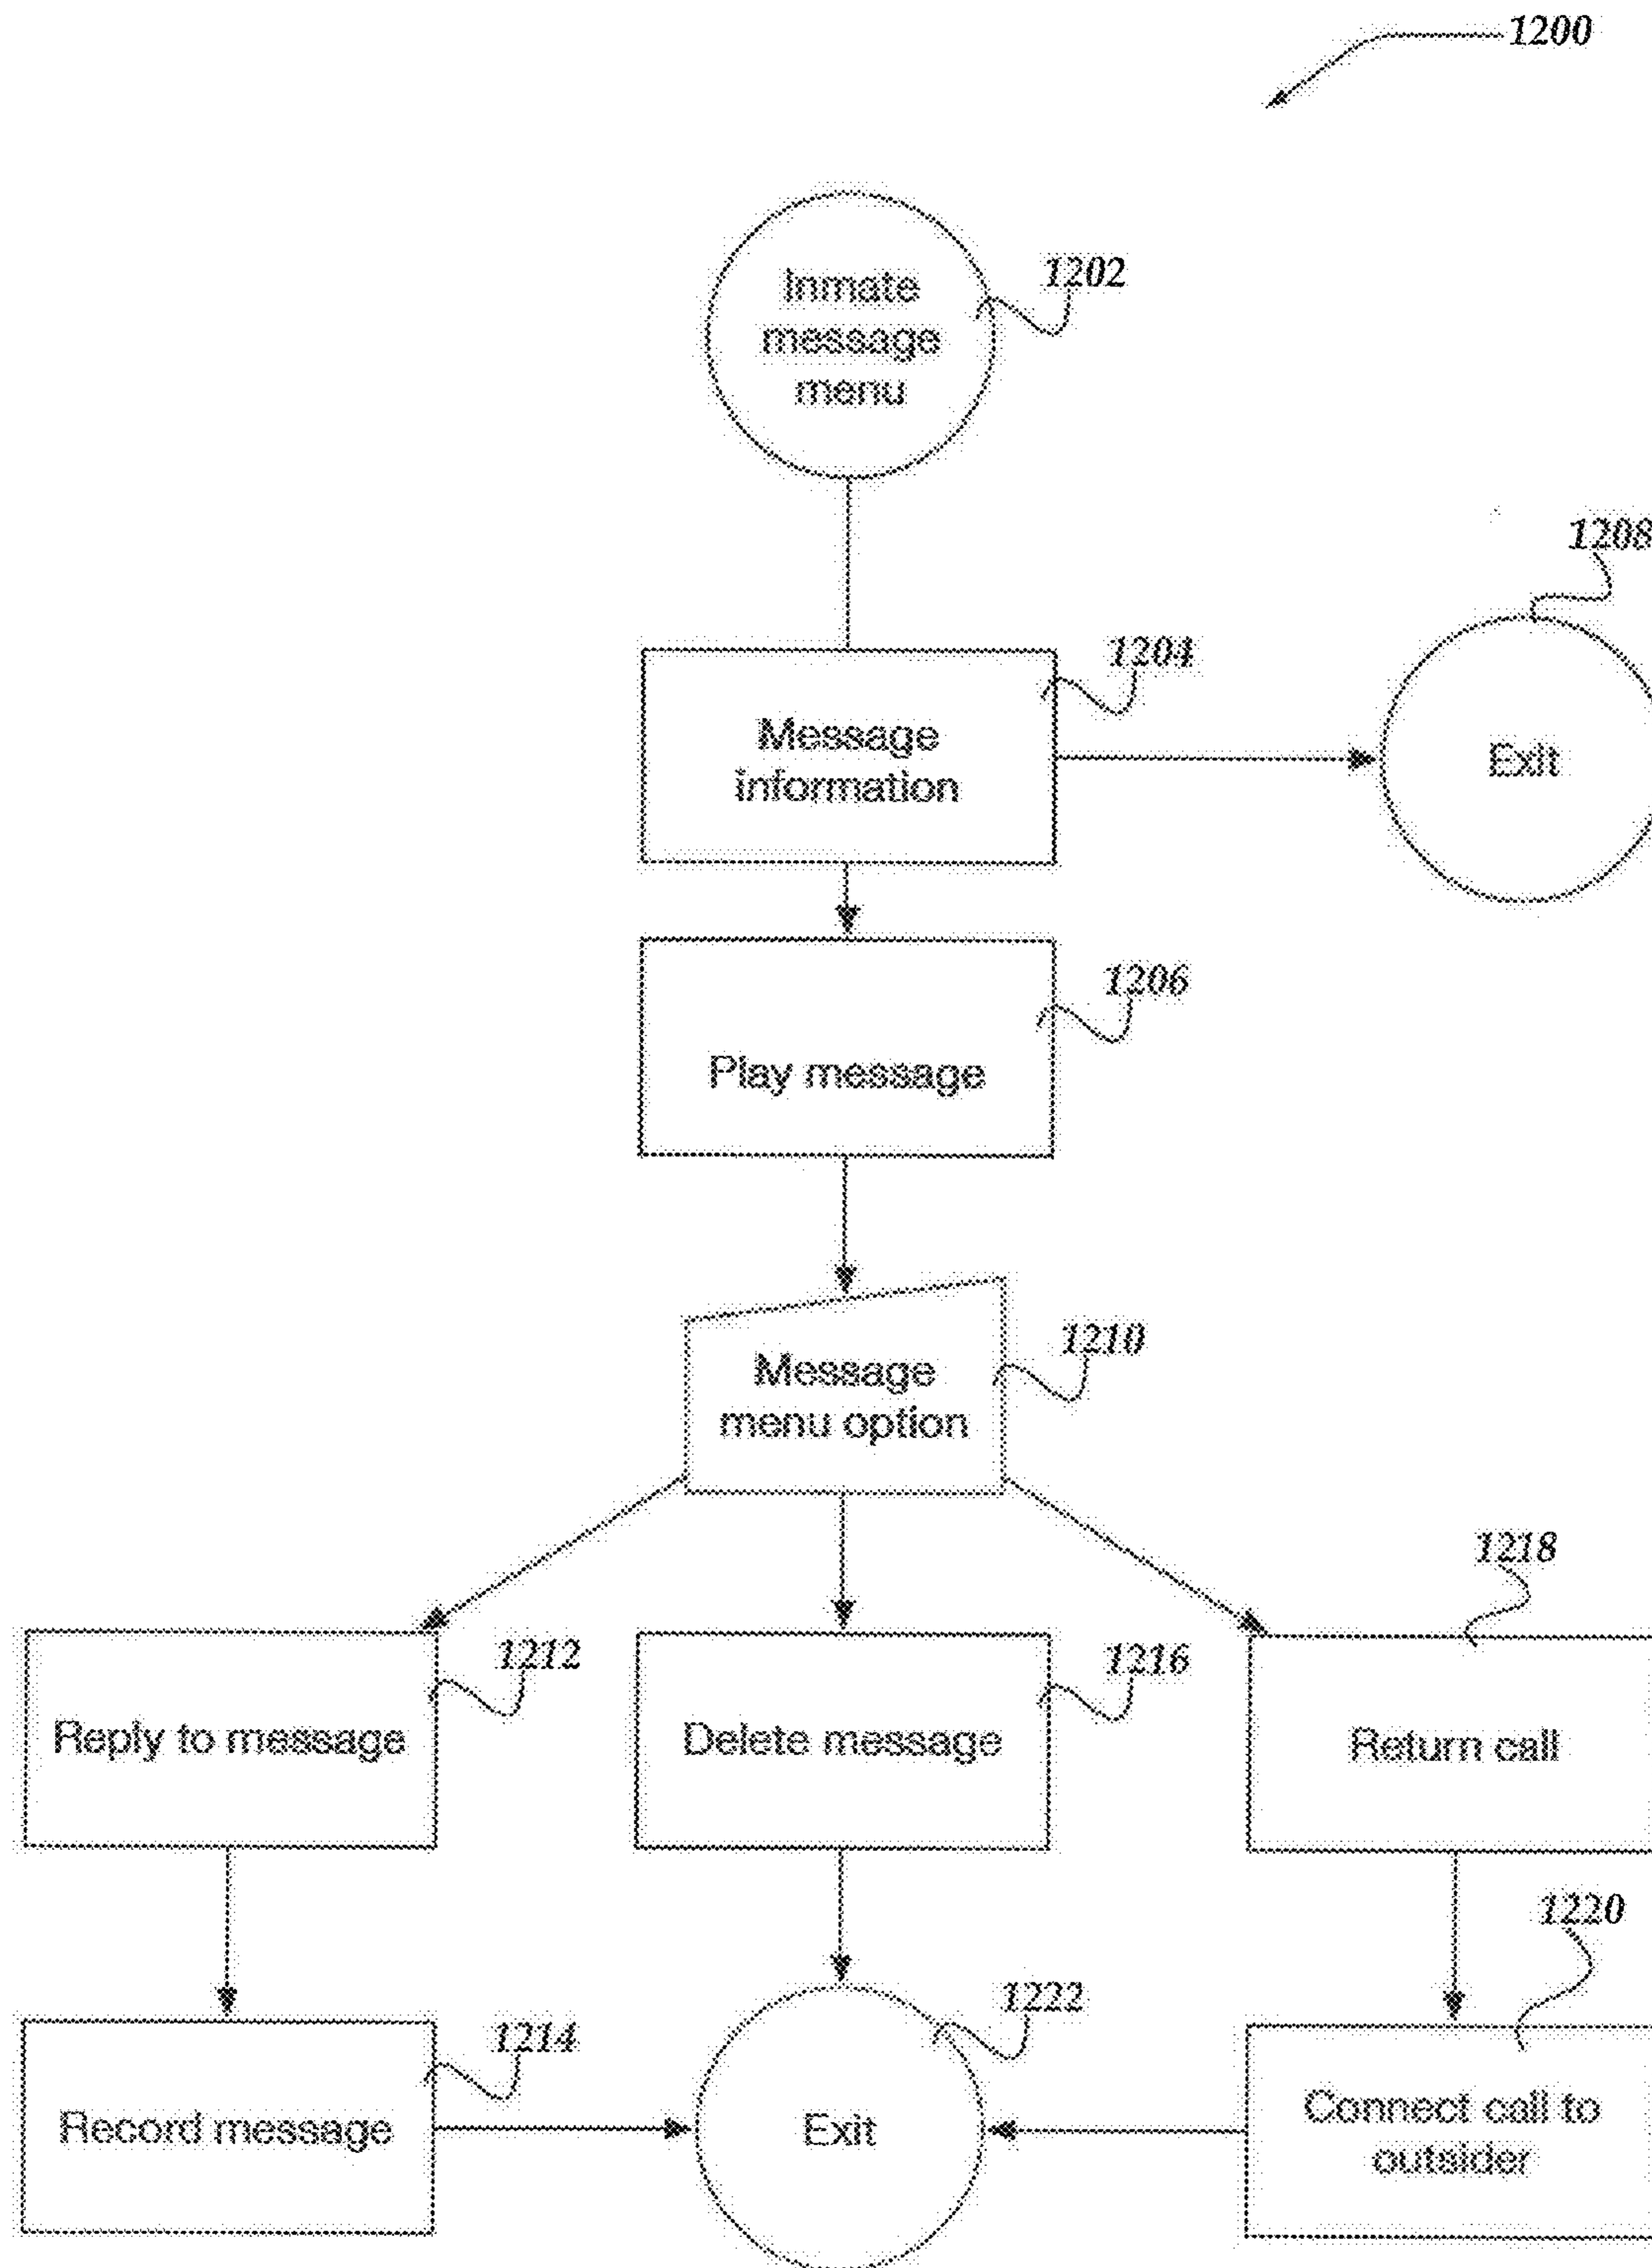 1200
Inmate
message
menu
1202
1208
1204
Message
information
Exit
1206
Play message
1210
Message
menu option
1218
1212
1216
Reply to message
Delete message
Return call
1220
1222
1214
Record message
Exit
Connect call to
outsider